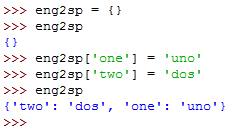 >>> eng2sp = {}
>>> eng2sp
{}
>>> eng2sp['one'] = 'uno'
>>> eng2sp['two'] = 'dos'
>>> eng2sp
{'two': 'dos', 'one': 'uno'}
>>>